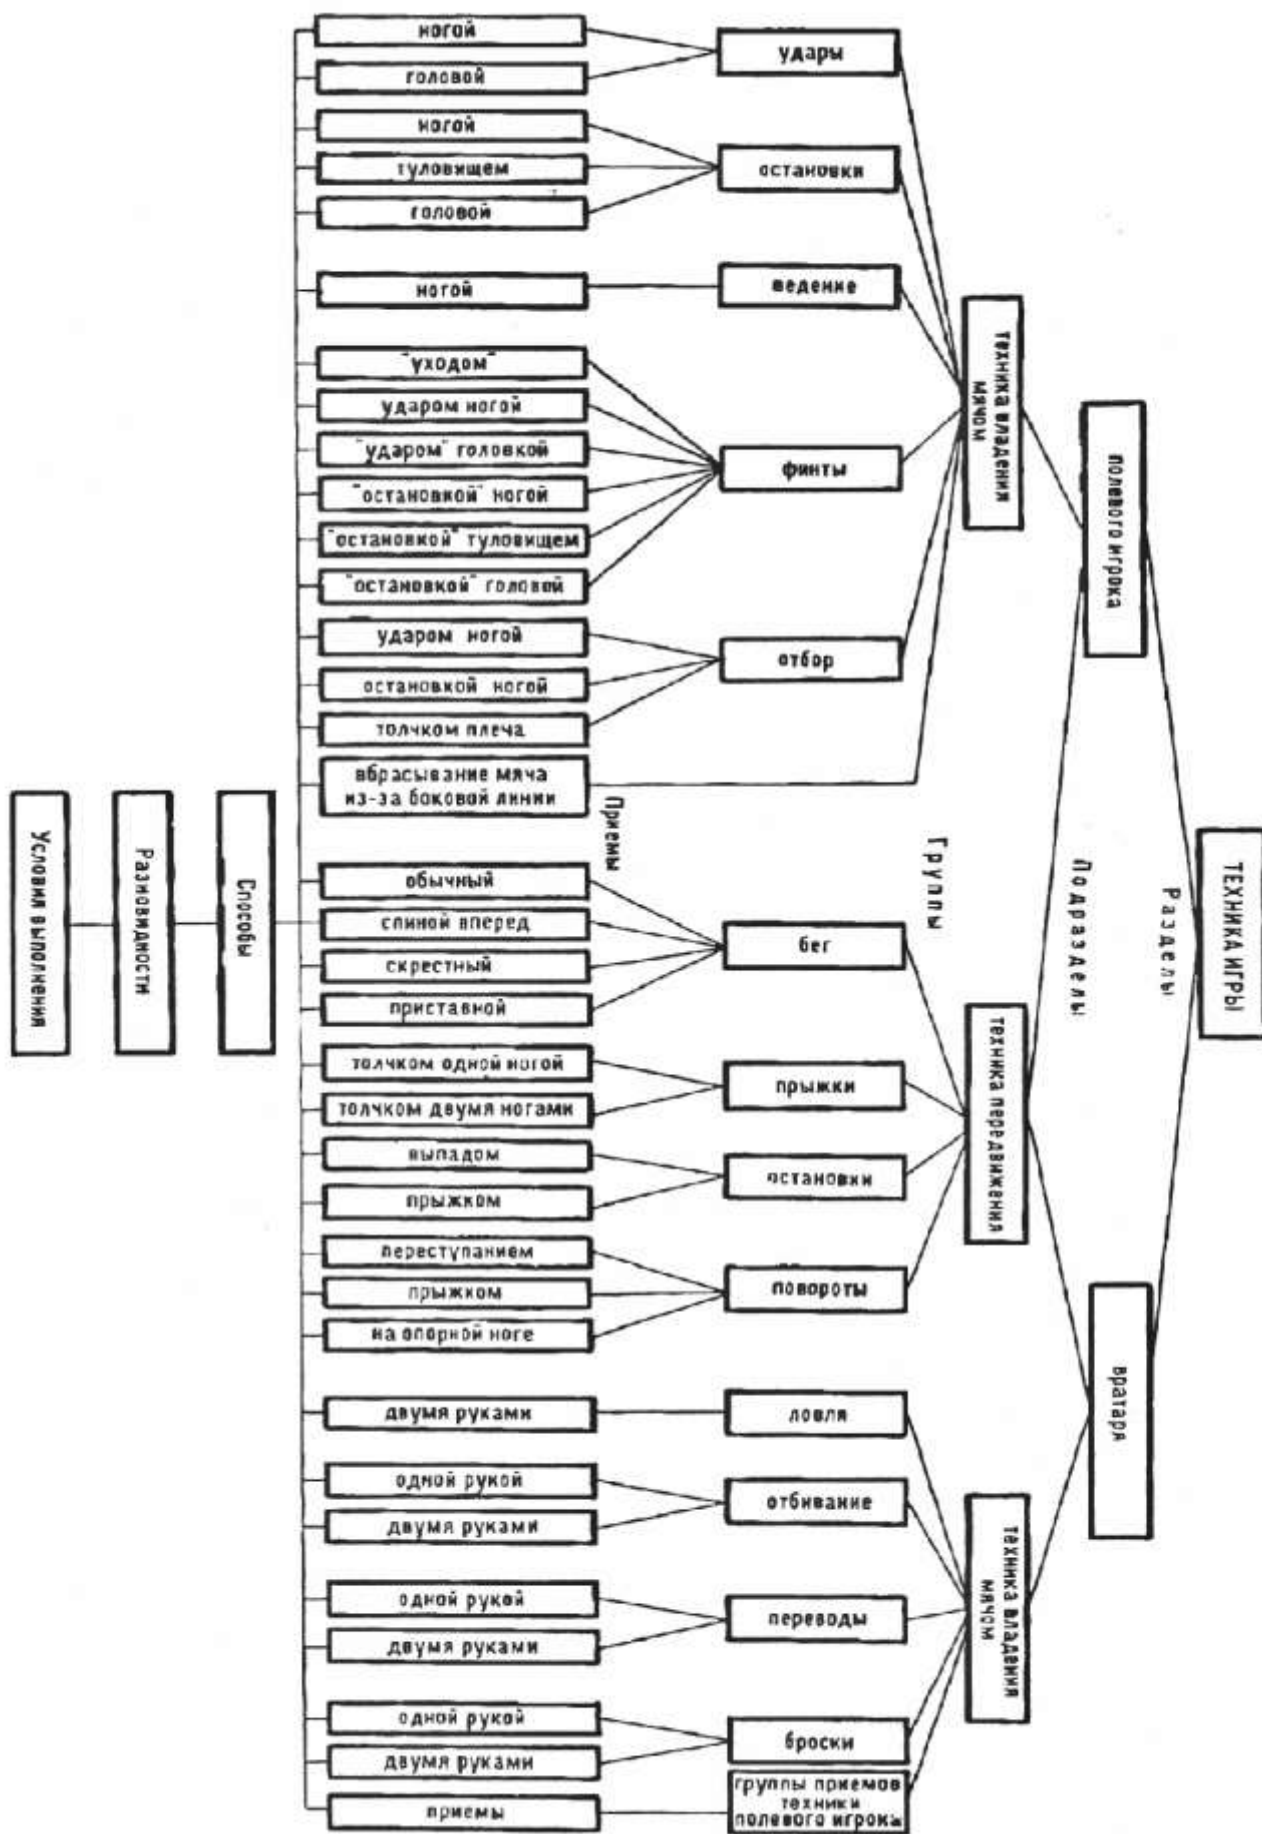 ТЕХНИКА ИГРЫ
Разделы
полевого игрока
вратаря
Подразделы
техника владения
мячом
техника передвижения
техника владения
мячом
Группы
удары
остановки
ведение
финты
отбор
бег
прыжки
остановки
повороты
ловля
отбивание
переводы
броски
группы приемов
техники
полевого игрока
Приемы
ногой
головой
ногой
туловищем
головой
ногой
"уходом"
ударом ногой
"ударом" головкой
"остановкой" ногой
"остановкой" туловищем
"остановкой" головой
ударом ногой
остановкой ногой
толчком плеча
вбрасывание мяча
из-за боковой линии
обычный
спиной вперед
скрестный
приставной
толчком одной ногой
толчком двумя ногами
выпадом
прыжком
переступанием
прыжком
на опорной ноге
двумя руками
одной рукой
двумя руками
одной рукой
двумя руками
одной рукой
двумя руками
приемы
Способы
Разновидности
Условия выполнения